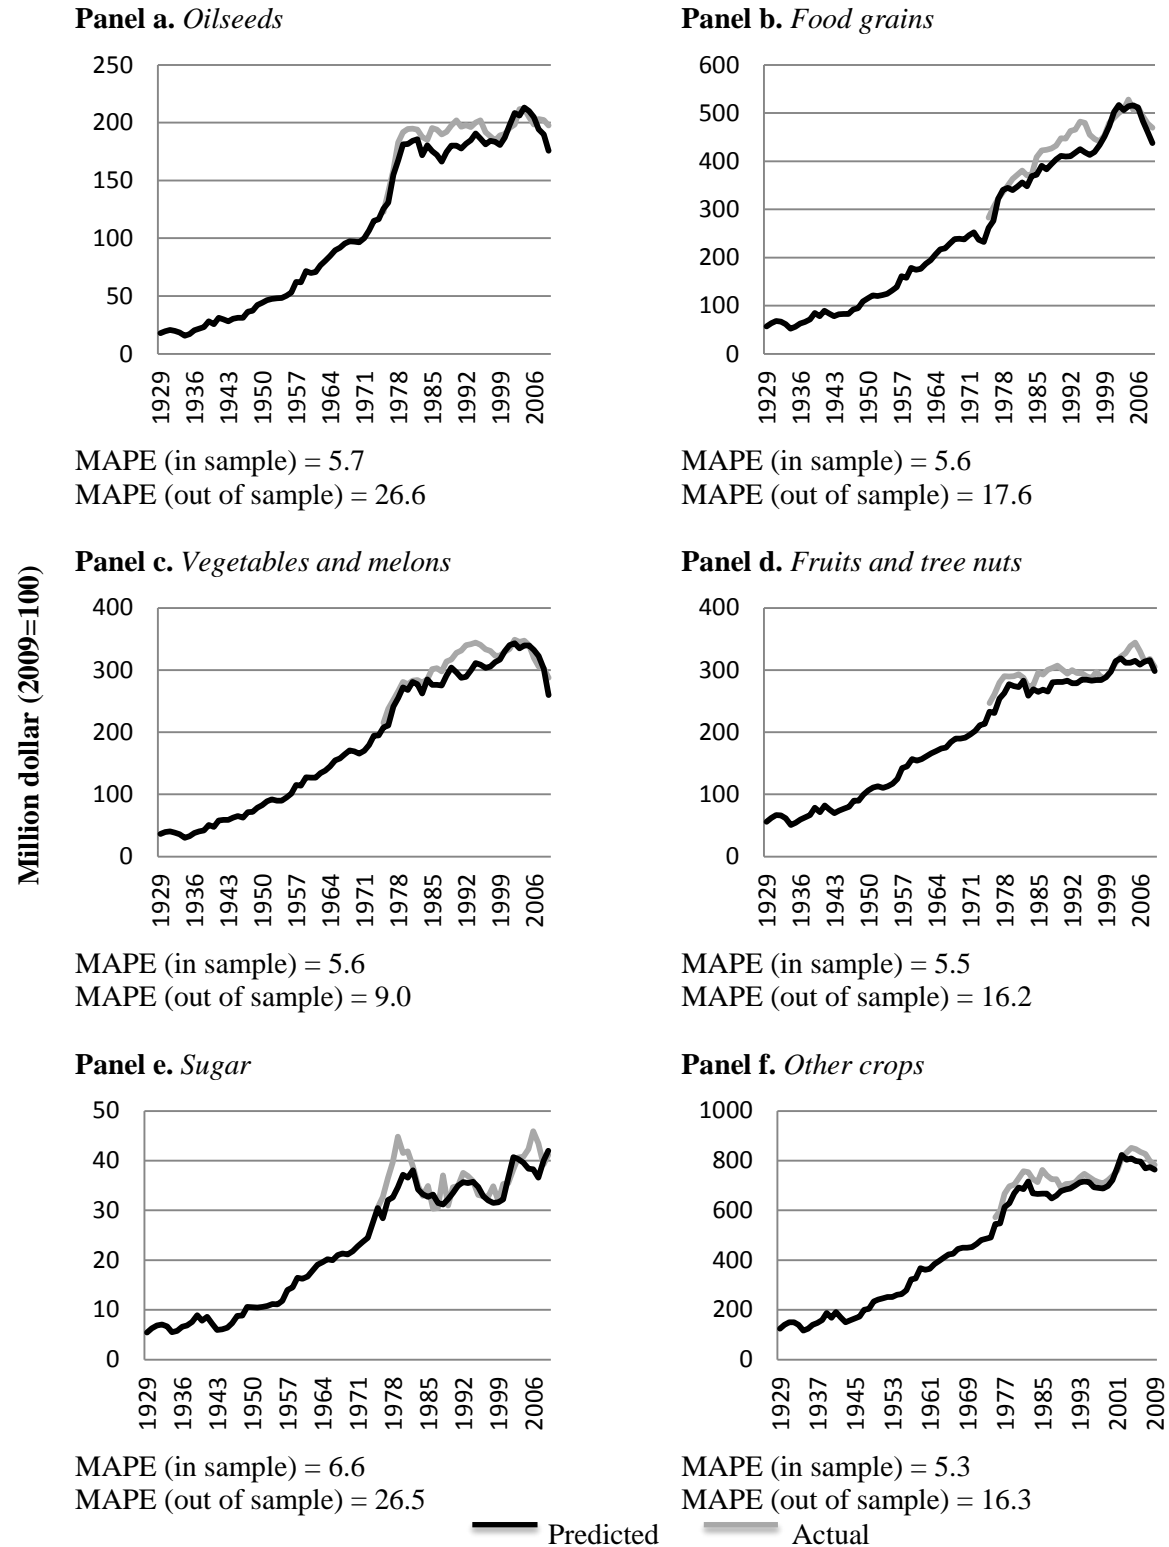 Million dollar (2009=100)
Panel a. Oilseeds
250
200
150
100
50
0
1929 1936 1943 1950 1957 1964 1971 1978 1985 1992 1999 2006
MAPE (in sample) = 5.7
MAPE (out of sample) = 26.6
Panel b. Food grains
600
500
400
300
200
100
0
1929 1936 1943 1950 1957 1964 1971 1978 1985 1992 1999 2006
MAPE (in sample) = 5.6
MAPE (out of sample) = 17.6
Panel c. Vegetables and melons
400
300
200
100
0
1929 1936 1943 1950 1957 1964 1971 1978 1985 1992 1999 2006
MAPE (in sample) = 5.6
MAPE (out of sample) = 9.0
Panel d. Fruits and tree nuts
400
300
200
100
0
1929 1936 1943 1950 1957 1964 1971 1978 1985 1992 1999 2006
MAPE (in sample) = 5.5
MAPE (out of sample) = 16.2
Panel e. Sugar
50
40
30
20
10
0
1929 1936 1943 1950 1957 1964 1971 1978 1985 1992 1999 2006
MAPE (in sample) = 6.6
MAPE (out of sample) = 26.5
Panel f. Other crops
1000
800
600
400
200
0
1929 1937 1945 1953 1961 1969 1977 1985 1993 2001 2009
MAPE (in sample) = 5.3
MAPE (out of sample) = 16.3
Predicted Actual